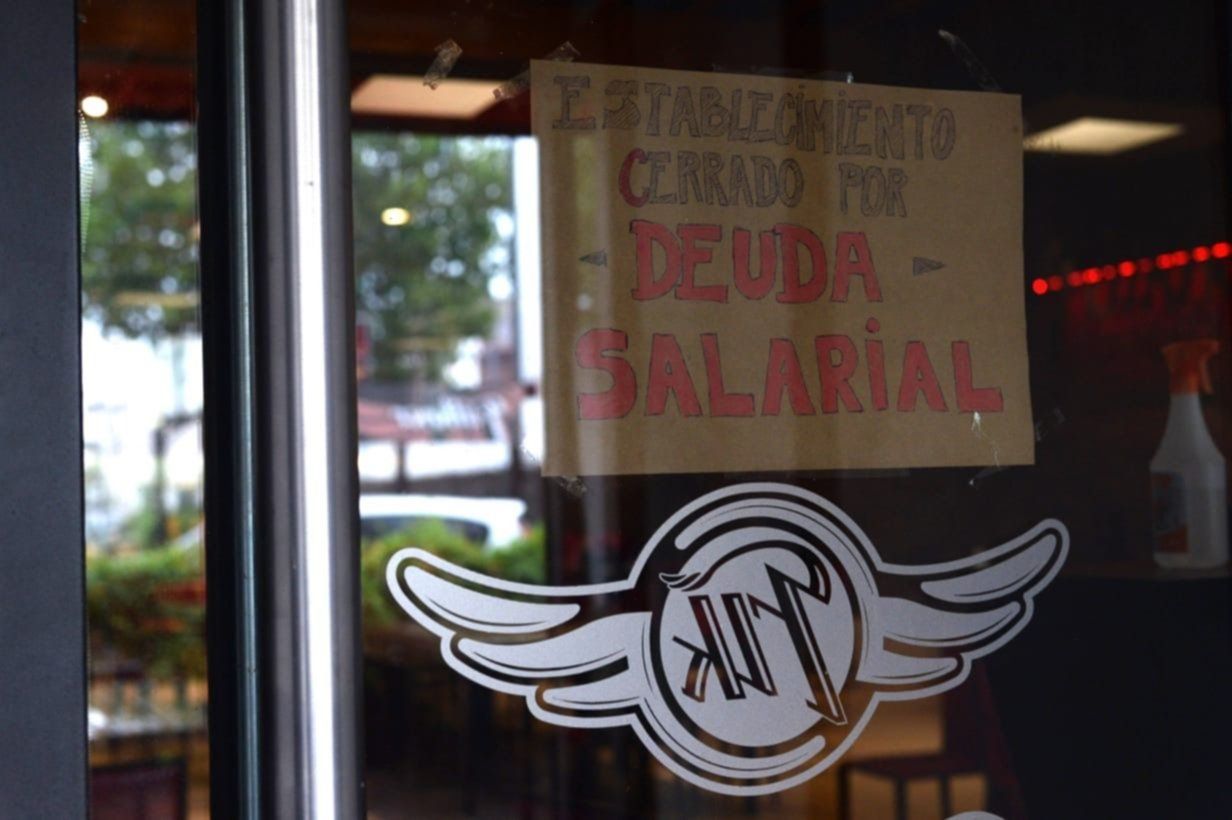 ESTABLECIMIENTO
CERRADO POR
DEUDA
SALARIAL